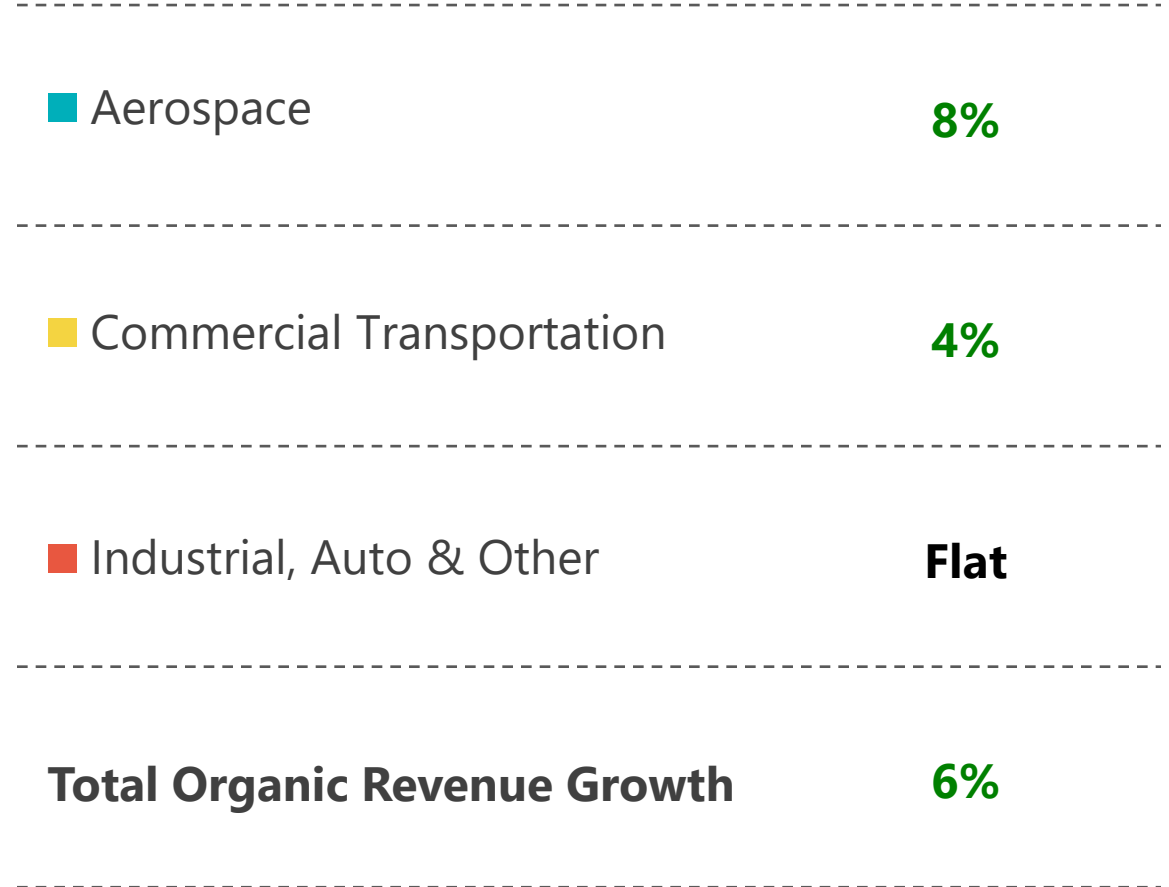 Aerospace 8%
Commercial Transportation 4%
Industrial, Auto & Other Flat
Total Organic Revenue Growth 6%